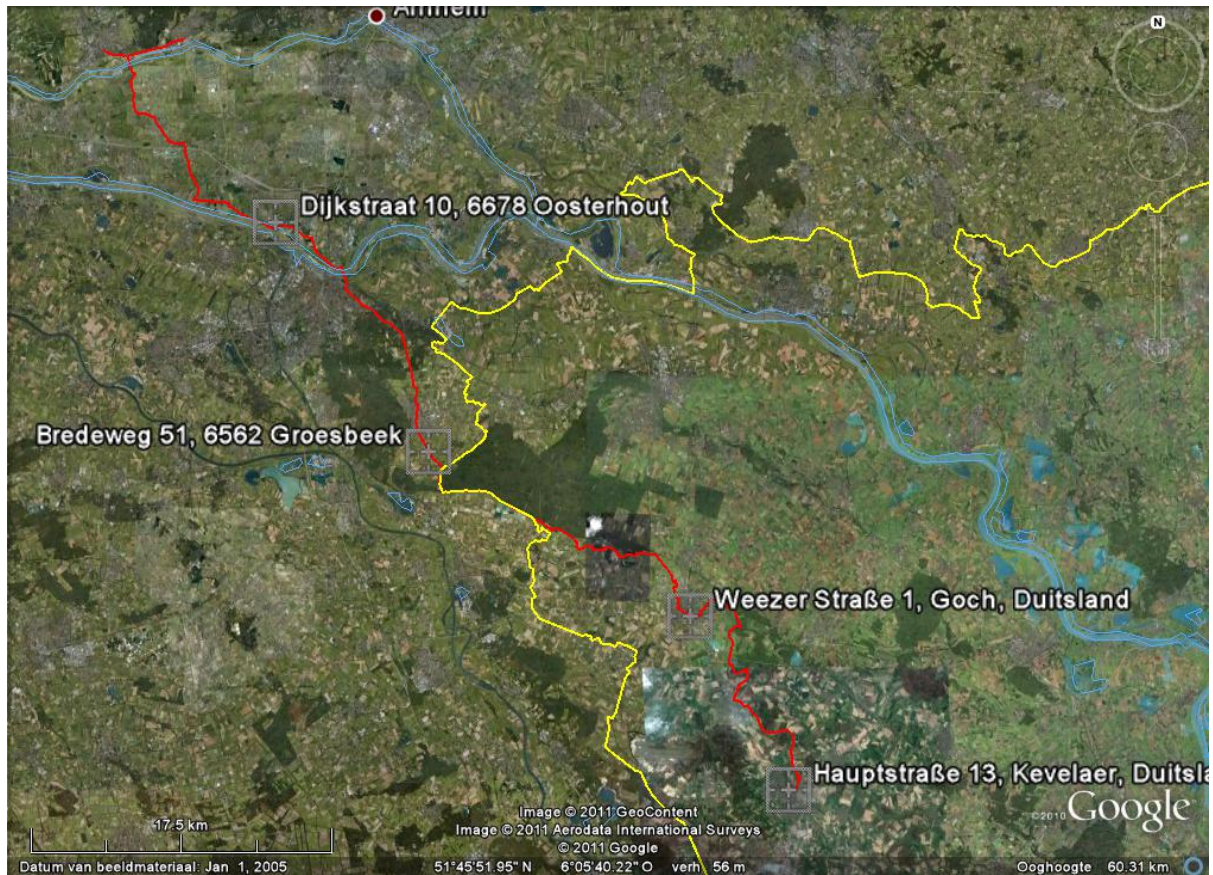 Arnhem
N
Dijkstraat 10, 6678 Oosterhout
Bredeweg 51, 6562 Groesbeek
Weezer Straße 1, Goch, Duitsland
Hauptstraße 13, Kevelaer, Duitsla
Image © 2011 GeoContent
Image © 2011 Aerodata International Surveys
© 2011 Google
©2010 Google
17.5 km
Datum van beeldmateriaal: Jan 1, 2005 51°45'51.95" N 6°05'40.22" O verh 56 m Ooghoogte 60.31 km